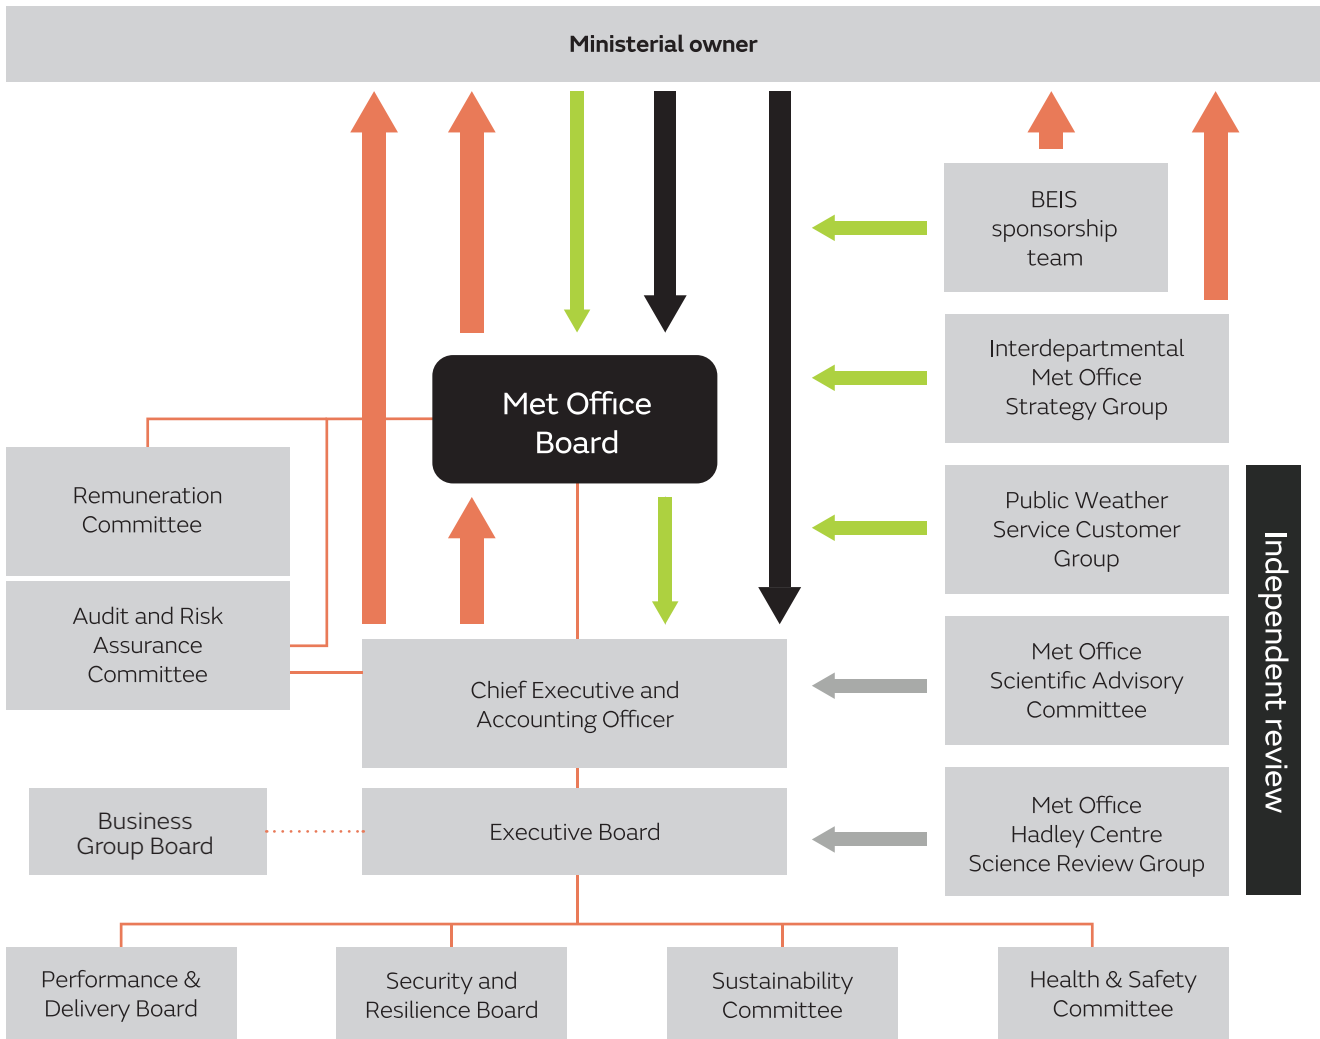 Ministerial owner
BEIS
sponsorship
team
Interdepartmental
Met Office
Strategy Group
Met Office
Board
Remuneration
Committee
Public Weather
Service Customer
Group
Independent review
Audit and Risk
Assurance
Committee
Chief Executive and
Accounting Officer
Met Office
Scientific Advisory
Committee
Business
Group Board
Executive Board
Met Office
Hadley Centre
Science Review Group
Performance &
Delivery Board
Security and
Resilience Board
Sustainability
Committee
Health & Safety
Committee